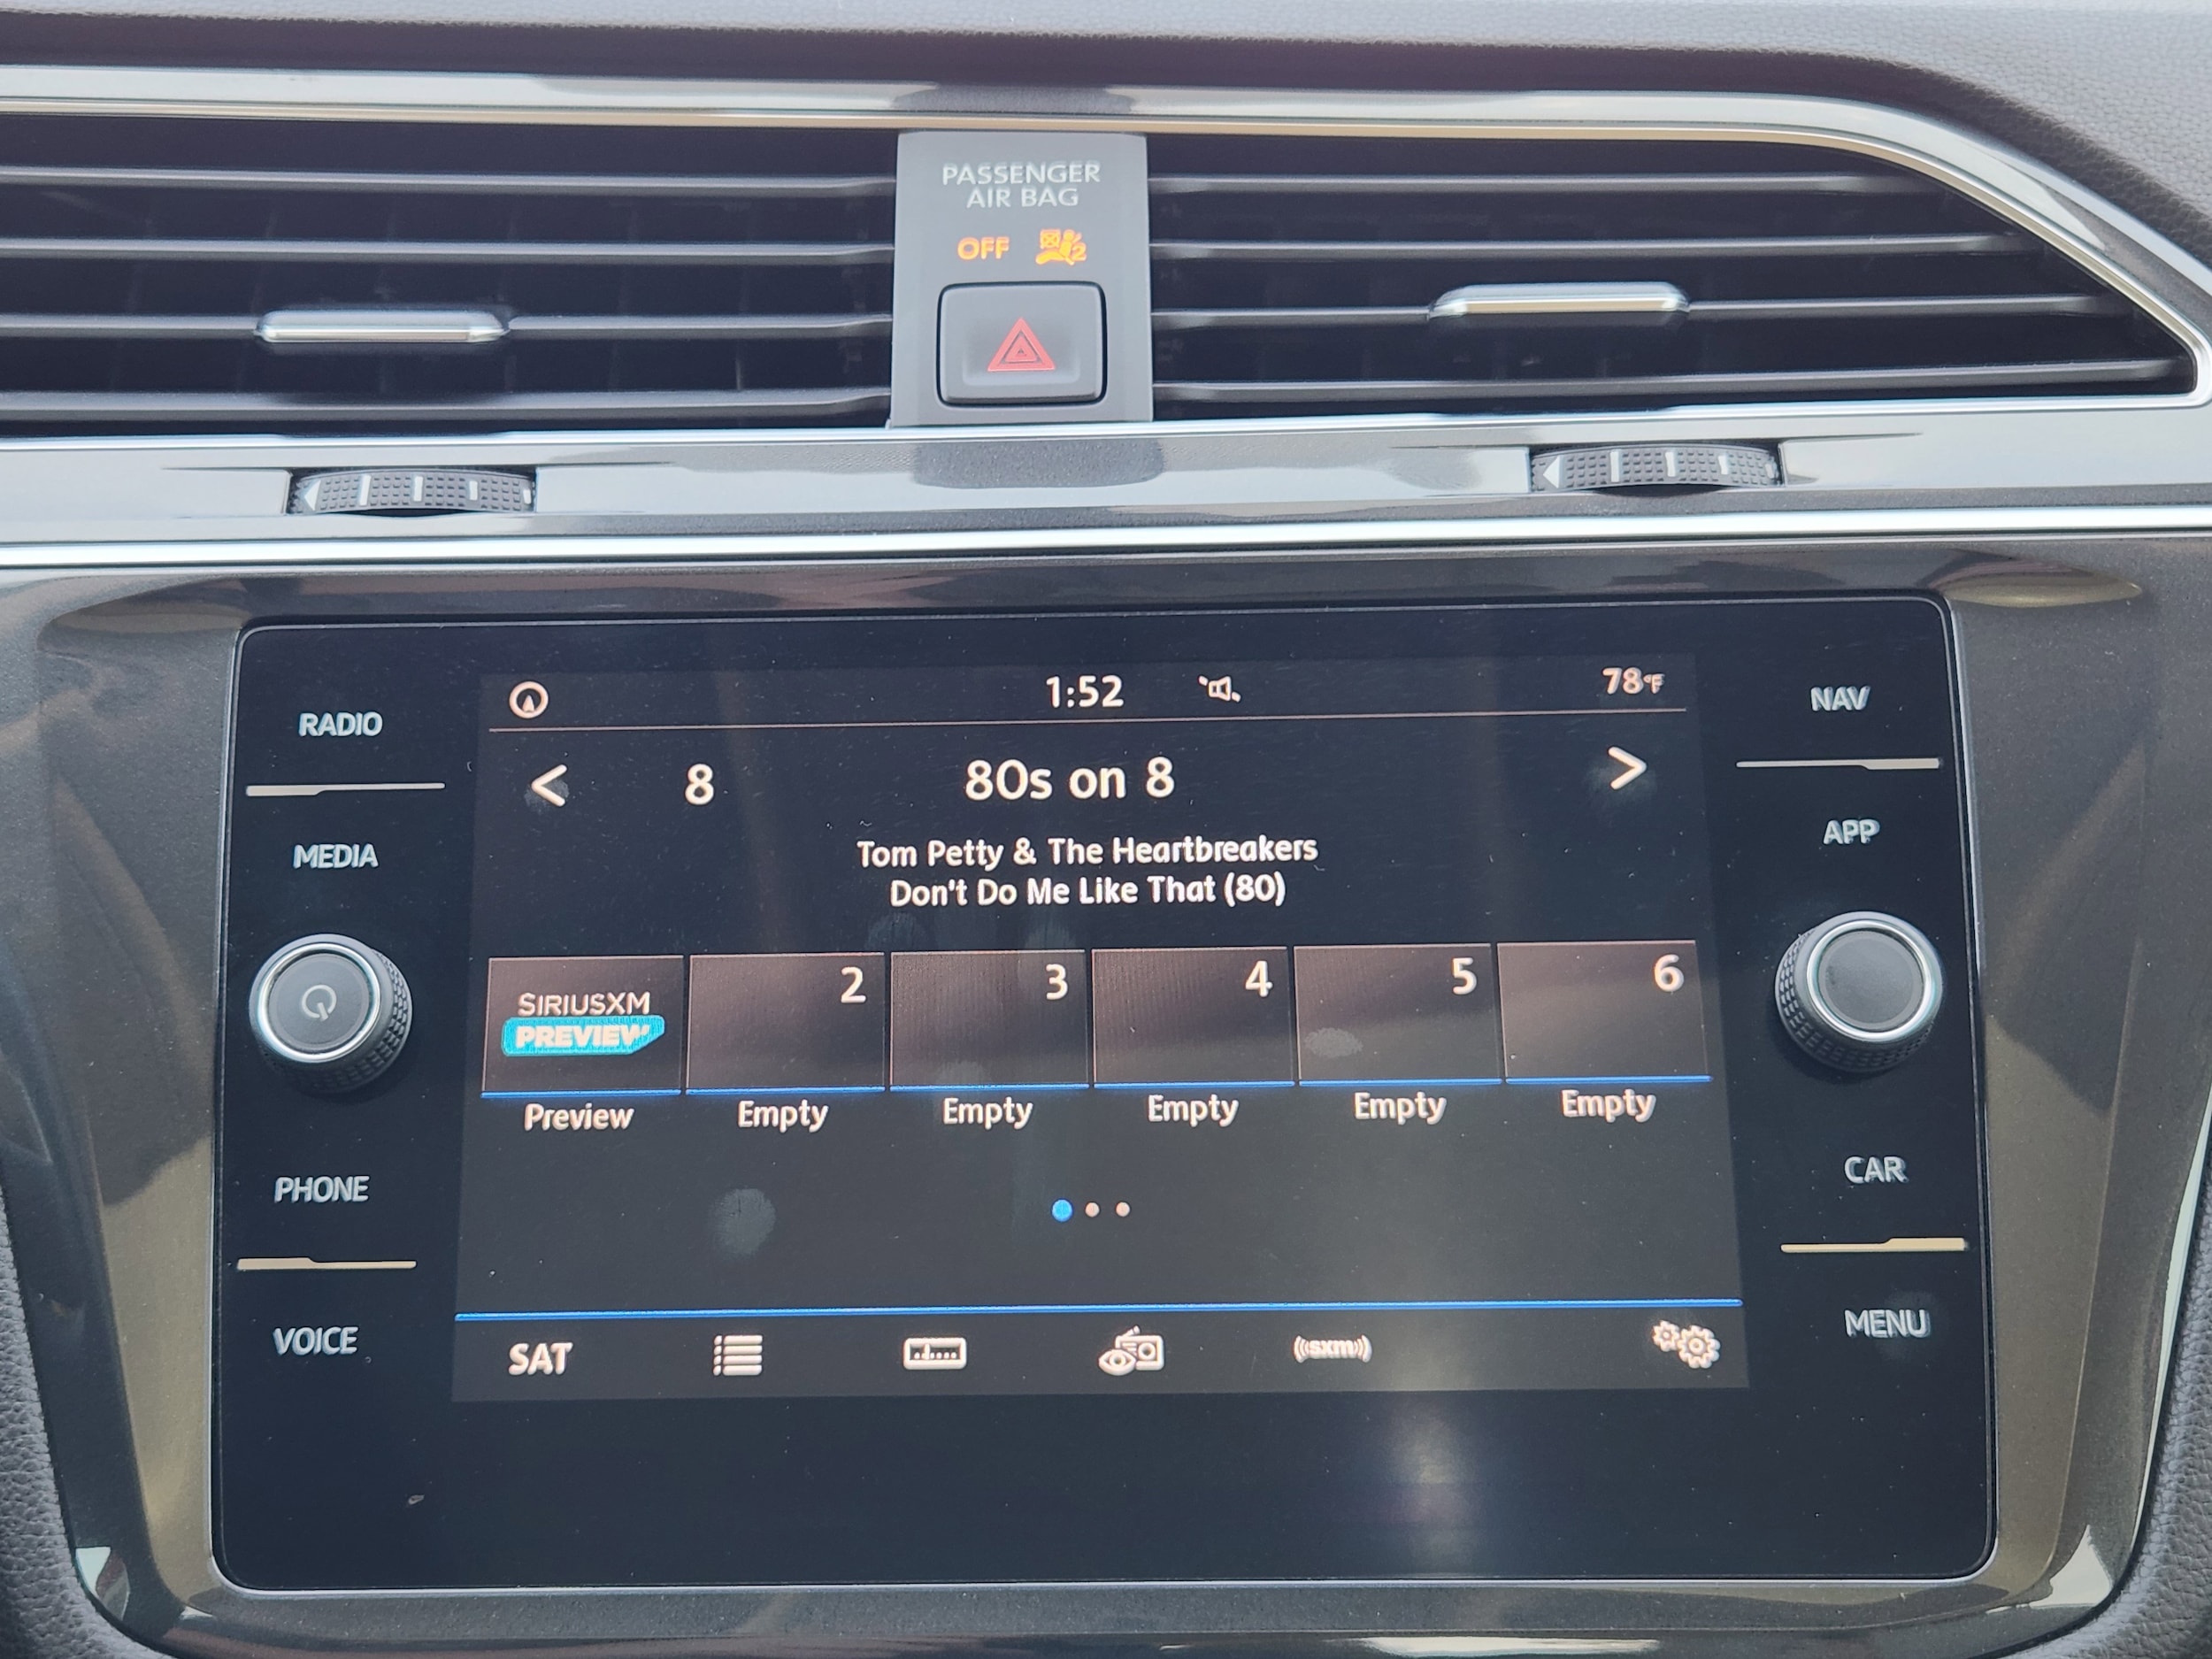 PASSENGER
AIR BAG
OFF
2
RADIO
MEDIA
PHONE
VOICE
1:52
78°F
< 8 80s on 8 >
Tom Petty & The Heartbreakers
Don't Do Me Like That (80)
SIRIUSXM
PREVIEW
2
3
4
5
6
Preview
Empty
Empty
Empty
Empty
Empty
SAT
((sxm))
NAV
APP
CAR
MENU